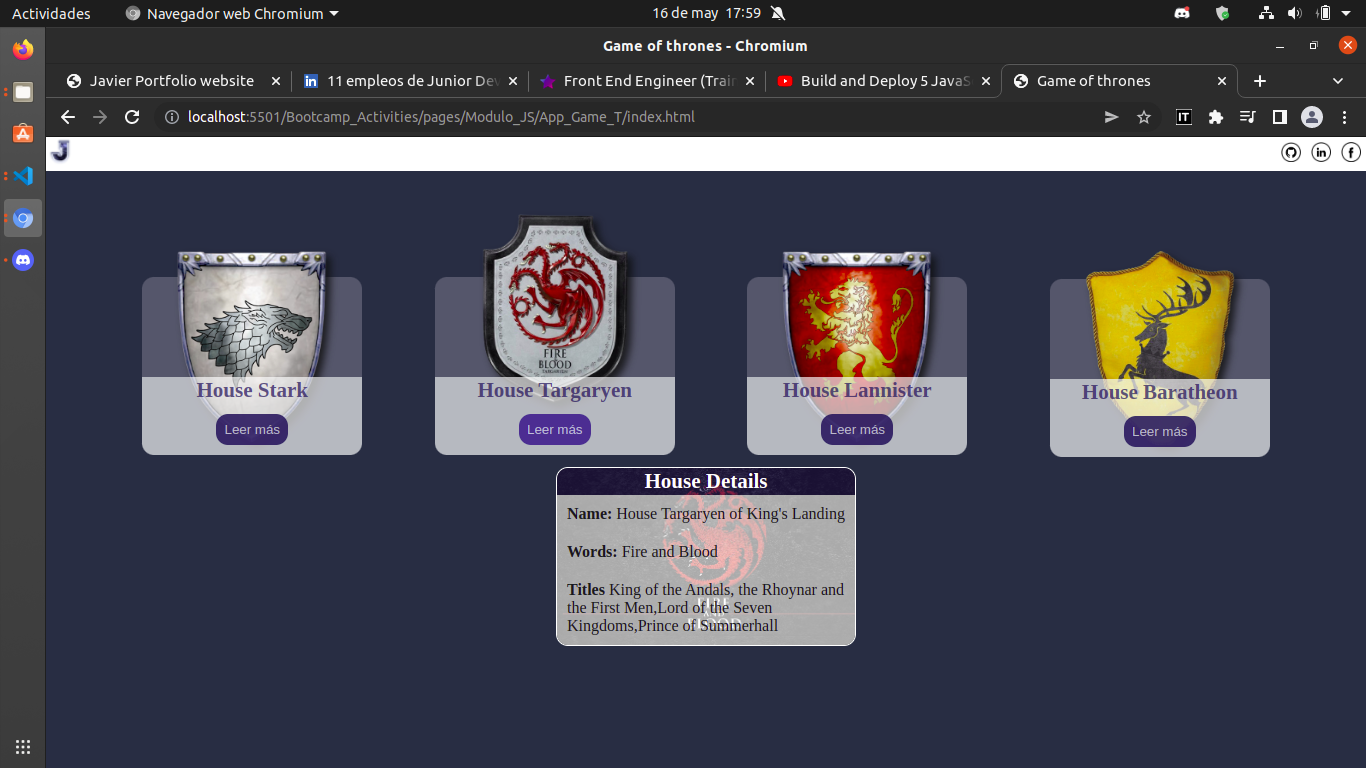 Actividades
Navegador web Chromium
16 de may 17:59
Game of thrones - Chromium
Javier Portfolio website
11 empleos de Junior Dev
Front End Engineer (Train
Build and Deploy 5 JavaS
Game of thrones
localhost:5501/Bootcamp_Activities/pages/Modulo_JS/App_Game_T/index.html
IT
J
in
f
FIRE
BLOOD
TARGARYEN
House Stark
House Targaryen
House Lannister
House Baratheon
Leer más
Leer más
Leer más
Leer más
House Details
Name: House Targaryen of King's Landing
Words: Fire and Blood
Titles King of the Andals, the Rhoynar and
the First Men,Lord of the Seven
Kingdoms,Prince of Summerhall